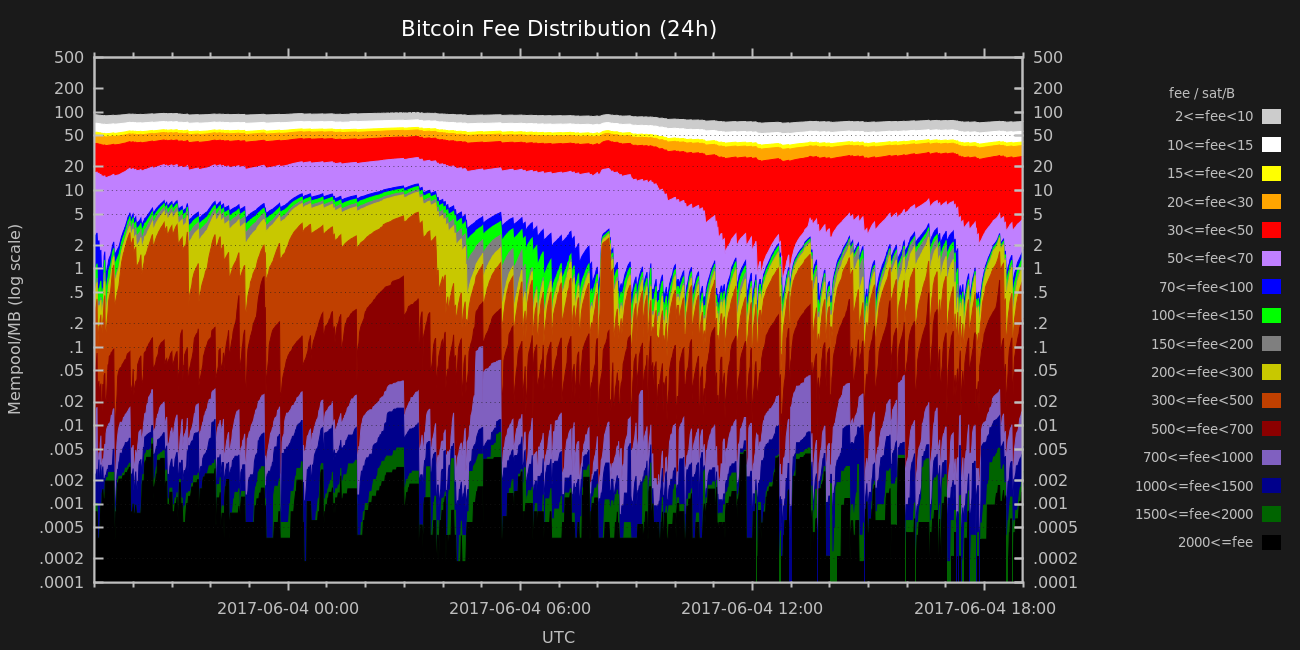 Bitcoin Fee Distribution (24h)
500
200
100
50
20
10
5
2
1
.5
.2
.1
.05
.02
.01
.005
.002
.001
.0005
.0002
.0001
Mempool/MB (log scale)
500
200
100
50
20
10
5
2
1
.5
.2
.1
.05
.02
.01
.005
.002
.001
.0005
.0002
.0001
2017-06-04 00:00 2017-06-04 06:00 2017-06-04 12:00 2017-06-04 18:00
UTC
fee / sat/B
2<=fee<10
10<=fee<15
15<=fee<20
20<=fee<30
30<=fee<50
50<=fee<70
70<=fee<100
100<=fee<150
150<=fee<200
200<=fee<300
300<=fee<500
500<=fee<700
700<=fee<1000
1000<=fee<1500
1500<=fee<2000
2000<=fee